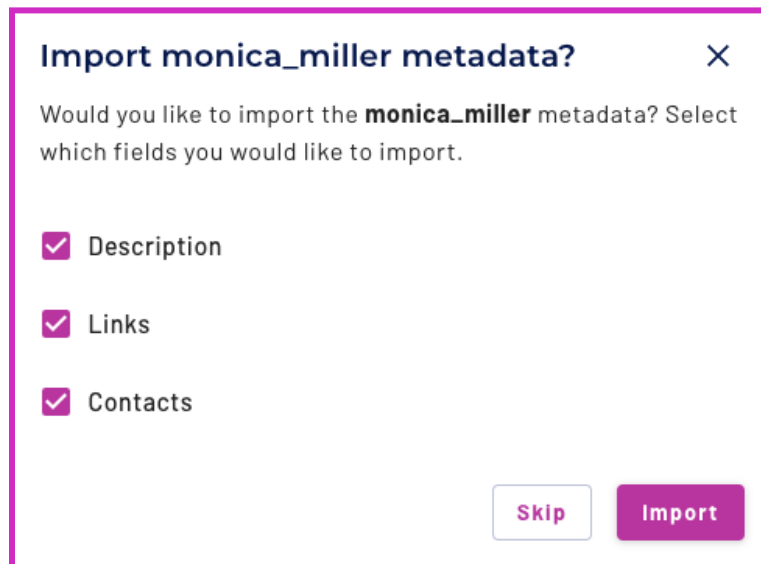 Import monica_miller metadata?
Would you like to import the monica_miller metadata? Select
which fields you would like to import.
Description
Links
Contacts
Skip Import